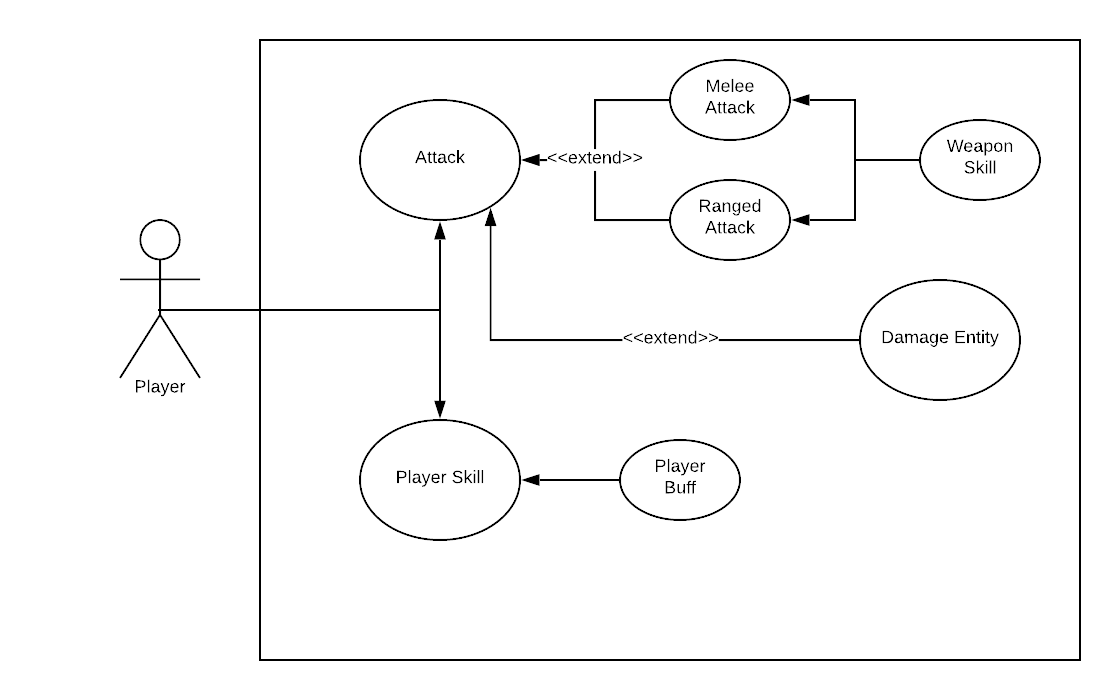 Melee
Attack
Attack
<<extend>>
Weapon
Skill
Ranged
Attack
<<extend>>
Damage Entity
Player
Player Skill
Player
Buff